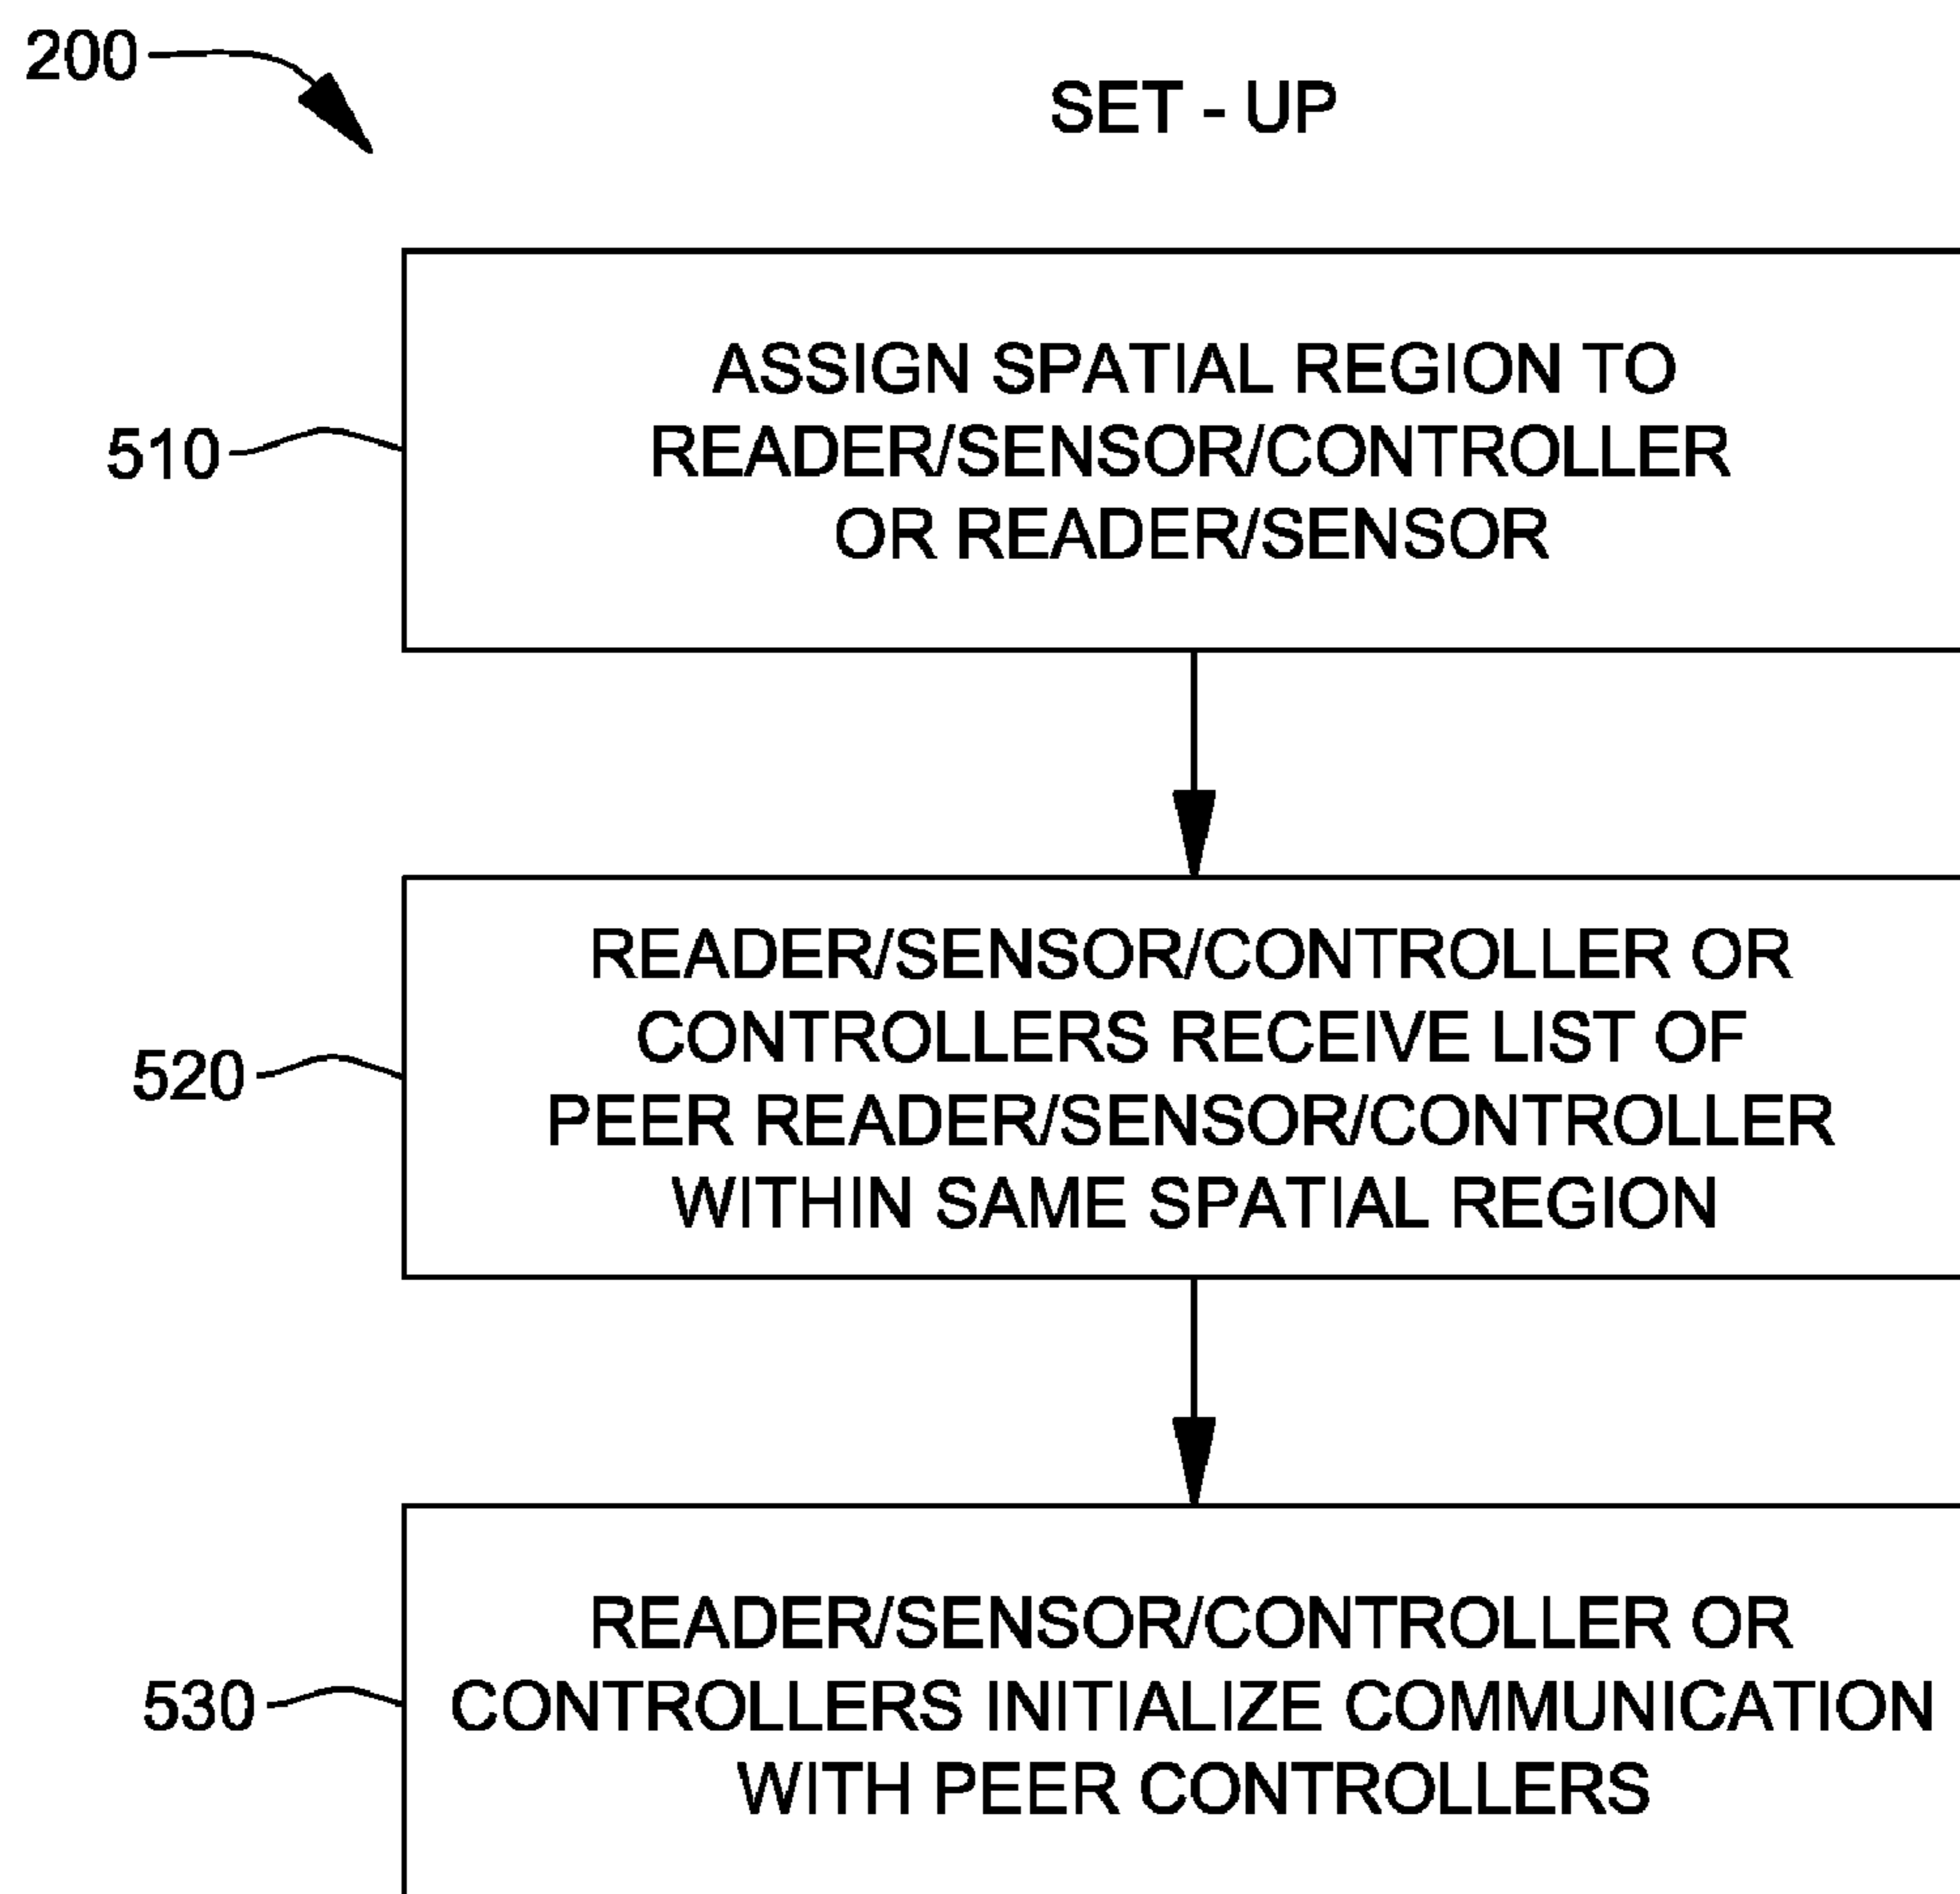 200
SET - UP
510
ASSIGN SPATIAL REGION TO
READER/SENSOR/CONTROLLER
OR READER/SENSOR
520
READER/SENSOR/CONTROLLER OR
CONTROLLERS RECEIVE LIST OF
PEER READER/SENSOR/CONTROLLER
WITHIN SAME SPATIAL REGION
530
READER/SENSOR/CONTROLLER OR
CONTROLLERS INITIALIZE COMMUNICATION
WITH PEER CONTROLLERS